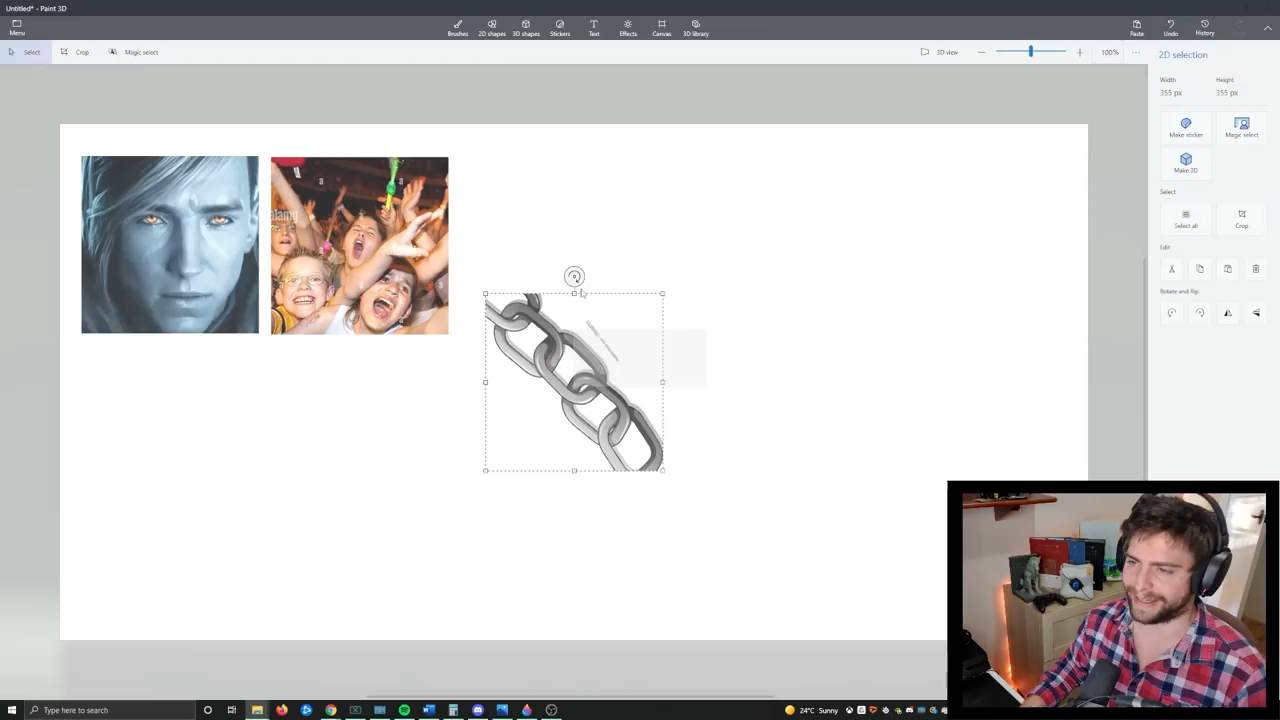 Untitled* - Paint 3D
Menu
Brushes
2D shapes
3D shapes
Stickers
Text
Effects
Canvas
3D library
Paste
Undo
History
Select
Crop
Magic select
3D view
100%
2D selection
Width
Height
355 px
355 px
Make sticker
Magic select
Make 3D
Select
Select all
Crop
Edit
Rotate and flip
alamy
a
a
a
a
a
Type here to search
24°C Sunny